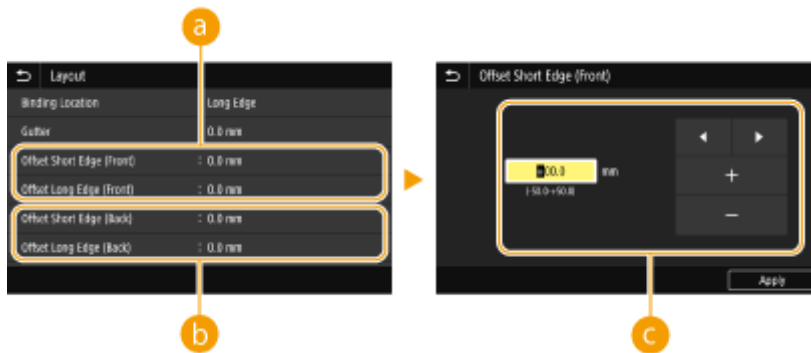 a
Layout
Binding Location Long Edge
Gutter 0.0 mm
Offset Short Edge (Front) : 0.0 mm
Offset Long Edge (Front) : 0.0 mm
Offset Short Edge (Back) : 0.0 mm
Offset Long Edge (Back) : 0.0 mm
b
Offset Short Edge (Front)
+00.0 mm
(-50.0-+50.0)
+
−
Apply
c